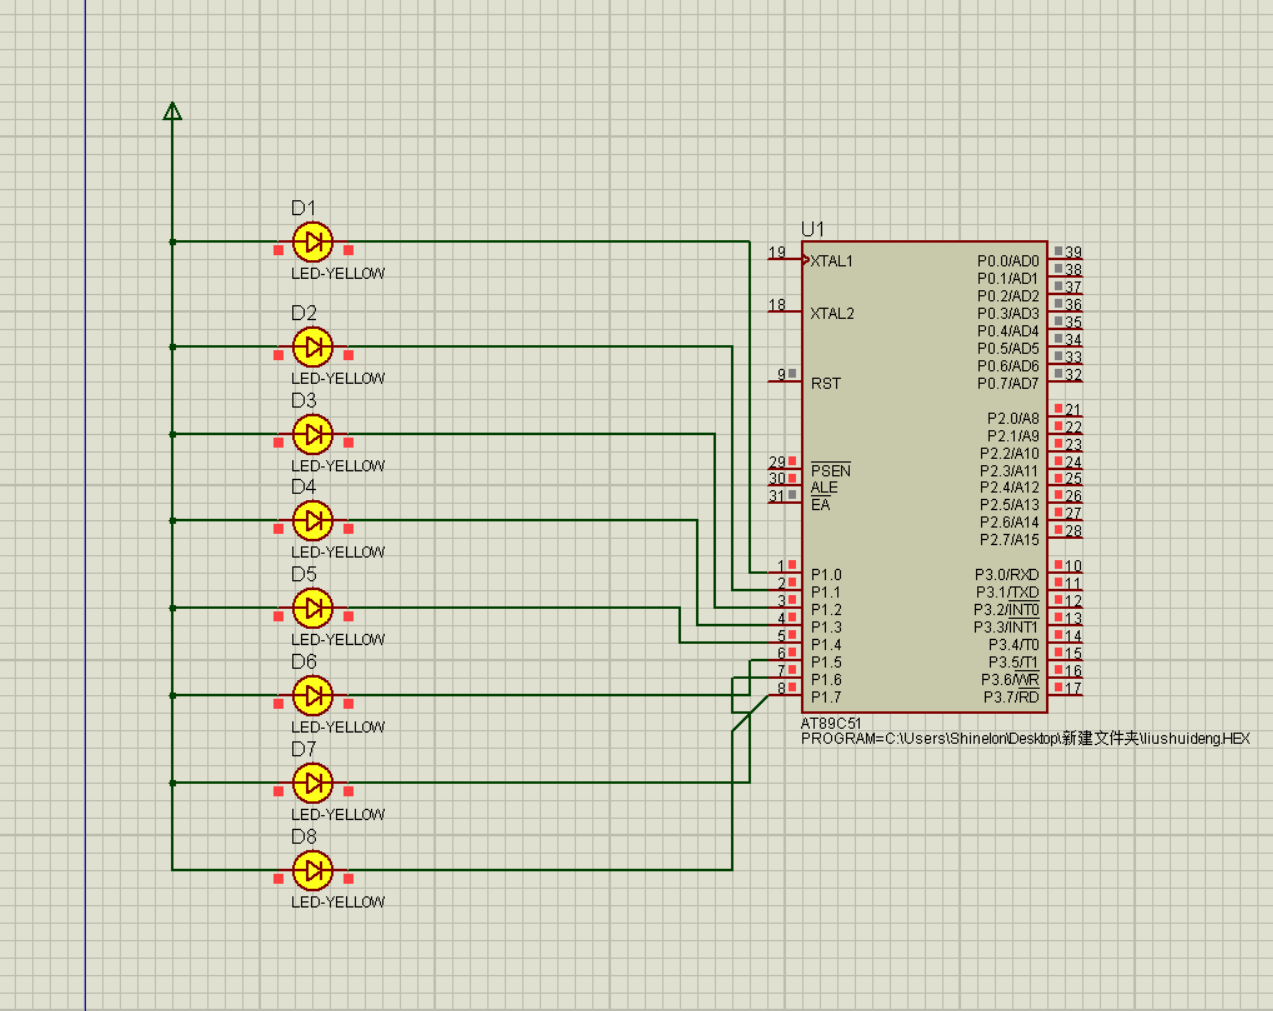 D1
LED-YELLOW
D2
LED-YELLOW
D3
LED-YELLOW
D4
LED-YELLOW
D5
LED-YELLOW
D6
LED-YELLOW
D7
LED-YELLOW
D8
LED-YELLOW
U1
19 XTAL1
18 XTAL2
9 RST
29 PSEN
30 ALE
31 EA
1 P1.0
2 P1.1
3 P1.2
4 P1.3
5 P1.4
6 P1.5
7 P1.6
8 P1.7
P0.0/AD0 39
P0.1/AD1 38
P0.2/AD2 37
P0.3/AD3 36
P0.4/AD4 35
P0.5/AD5 34
P0.6/AD6 33
P0.7/AD7 32
P2.0/A8 21
P2.1/A9 22
P2.2/A10 23
P2.3/A11 24
P2.4/A12 25
P2.5/A13 26
P2.6/A14 27
P2.7/A15 28
P3.0/RXD 10
P3.1/TXD 11
P3.2/INT0 12
P3.3/INT1 13
P3.4/T0 14
P3.5/T1 15
P3.6/WR 16
P3.7/RD 17
AT89C51
PROGRAM=C:\Users\Shinelon\Desktop\新建文件夹\liushuideng.HEX